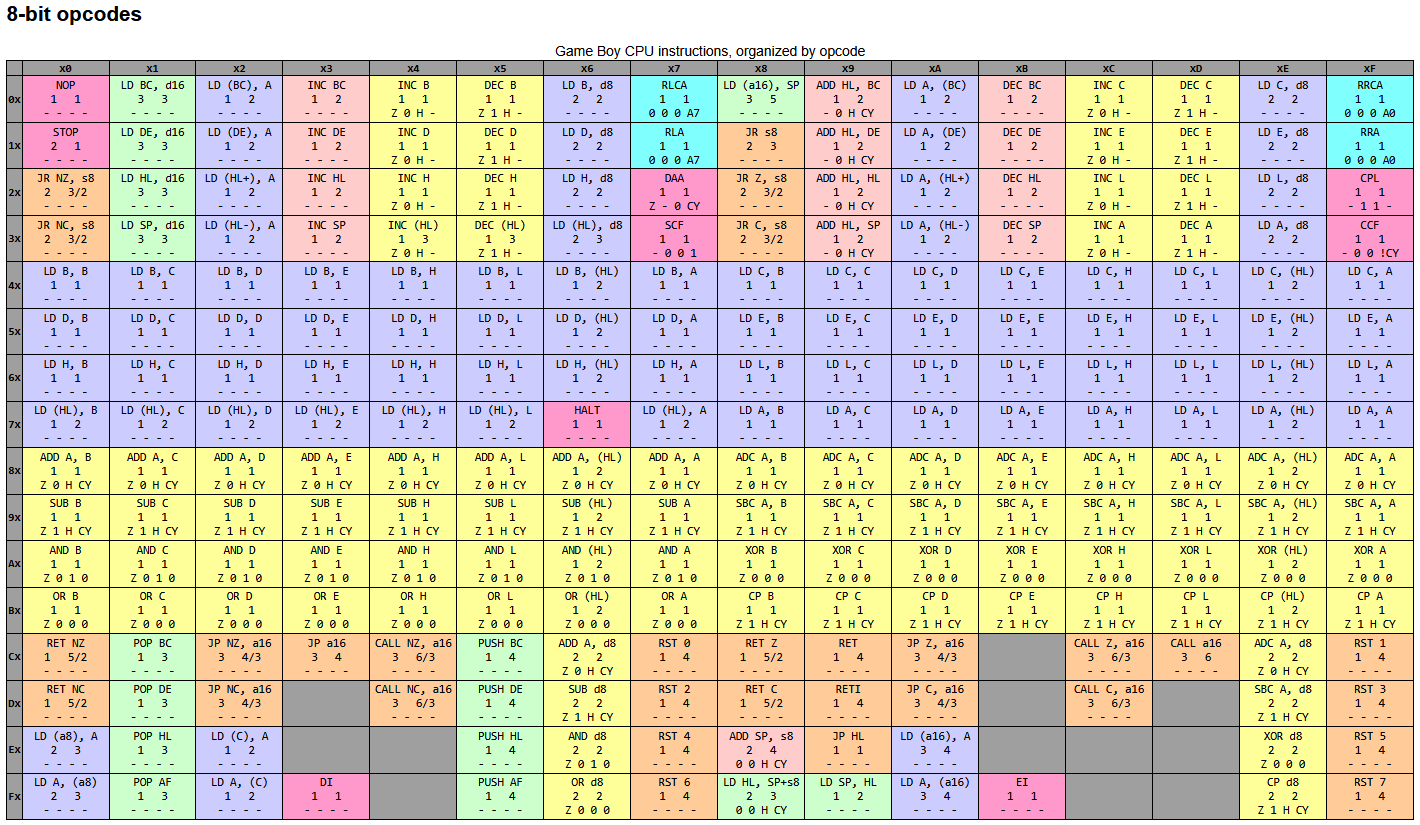 8-bit opcodes
Game Boy CPU instructions, organized by opcode
x0 x1 x2 x3 x4 x5 x6 x7 x8 x9 xA xB xC xD xE xF
NOP LD BC, d16 LD (BC), A INC BC INC B DEC B LD B, d8 RLCA LD (a16), SP ADD HL, BC LD A, (BC) DEC BC INC C DEC C LD C, d8 RRCA
0x 1 1 3 3 1 2 1 2 1 1 1 1 2 2 1 1 3 5 1 2 1 2 1 2 1 1 1 1 2 2 1 1
- - - - - - - - - - - - - - - - Z 0 H - Z 1 H - - - - - 0 0 0 A7 - - - - - 0 H CY - - - - - - - - Z 0 H - Z 1 H - - - - - 0 0 0 A0
STOP LD DE, d16 LD (DE), A INC DE INC D DEC D LD D, d8 RLA JR s8 ADD HL, DE LD A, (DE) DEC DE INC E DEC E LD E, d8 RRA
1x 2 1 3 3 1 2 1 2 1 1 1 1 2 2 1 1 2 3 1 2 1 2 1 2 1 1 1 1 2 2 1 1
- - - - - - - - - - - - - - - - Z 0 H - Z 1 H - - - - - 0 0 0 A7 - - - - - 0 H CY - - - - - - - - Z 0 H - Z 1 H - - - - - 0 0 0 A0
JR NZ, s8 LD HL, d16 LD (HL+), A INC HL INC H DEC H LD H, d8 DAA JR Z, s8 ADD HL, HL LD A, (HL+) DEC HL INC L DEC L LD L, d8 CPL
2x 2 3/2 3 3 1 2 1 2 1 1 1 1 2 2 1 1 2 3/2 1 2 1 2 1 2 1 1 1 1 2 2 1 1
- - - - - - - - - - - - - - - - Z 0 H - Z 1 H - - - - - Z - 0 CY - - - - - 0 H CY - - - - - - - - Z 0 H - Z 1 H - - - - - - 1 1 -
JR NC, s8 LD SP, d16 LD (HL-), A INC SP INC (HL) DEC (HL) LD (HL), d8 SCF JR C, s8 ADD HL, SP LD A, (HL-) DEC SP INC A DEC A LD A, d8 CCF
3x 2 3/2 3 3 1 2 1 2 1 3 1 3 2 3 1 1 2 3/2 1 2 1 2 1 2 1 1 1 1 2 2 1 1
- - - - - - - - - - - - - - - - Z 0 H - Z 1 H - - - - - - 0 0 1 - - - - - 0 H CY - - - - - - - - Z 0 H - Z 1 H - - - - - - 0 0 !CY
LD B, B LD B, C LD B, D LD B, E LD B, H LD B, L LD B, (HL) LD B, A LD C, B LD C, C LD C, D LD C, E LD C, H LD C, L LD C, (HL) LD C, A
4x 1 1 1 1 1 1 1 1 1 1 1 1 1 2 1 1 1 1 1 1 1 1 1 1 1 1 1 1 1 2 1 1
- - - - - - - - - - - - - - - - - - - - - - - - - - - - - - - - - - - - - - - - - - - - - - - - - - - - - - - - - - - - - - - -
LD D, B LD D, C LD D, D LD D, E LD D, H LD D, L LD D, (HL) LD D, A LD E, B LD E, C LD E, D LD E, E LD E, H LD E, L LD E, (HL) LD E, A
5x 1 1 1 1 1 1 1 1 1 1 1 1 1 2 1 1 1 1 1 1 1 1 1 1 1 1 1 1 1 2 1 1
- - - - - - - - - - - - - - - - - - - - - - - - - - - - - - - - - - - - - - - - - - - - - - - - - - - - - - - - - - - - - - - -
LD H, B LD H, C LD H, D LD H, E LD H, H LD H, L LD H, (HL) LD H, A LD L, B LD L, C LD L, D LD L, E LD L, H LD L, L LD L, (HL) LD L, A
6x 1 1 1 1 1 1 1 1 1 1 1 1 1 2 1 1 1 1 1 1 1 1 1 1 1 1 1 1 1 2 1 1
- - - - - - - - - - - - - - - - - - - - - - - - - - - - - - - - - - - - - - - - - - - - - - - - - - - - - - - - - - - - - - - -
LD (HL), B LD (HL), C LD (HL), D LD (HL), E LD (HL), H LD (HL), L HALT LD (HL), A LD A, B LD A, C LD A, D LD A, E LD A, H LD A, L LD A, (HL) LD A, A
7x 1 2 1 2 1 2 1 2 1 2 1 2 1 1 1 2 1 1 1 1 1 1 1 1 1 1 1 1 1 2 1 1
- - - - - - - - - - - - - - - - - - - - - - - - - - - - - - - - - - - - - - - - - - - - - - - - - - - - - - - - - - - - - - - -
ADD A, B ADD A, C ADD A, D ADD A, E ADD A, H ADD A, L ADD A, (HL) ADD A, A ADC A, B ADC A, C ADC A, D ADC A, E ADC A, H ADC A, L ADC A, (HL) ADC A, A
8x 1 1 1 1 1 1 1 1 1 1 1 1 1 2 1 1 1 1 1 1 1 1 1 1 1 1 1 1 1 2 1 1
Z 0 H CY Z 0 H CY Z 0 H CY Z 0 H CY Z 0 H CY Z 0 H CY Z 0 H CY Z 0 H CY Z 0 H CY Z 0 H CY Z 0 H CY Z 0 H CY Z 0 H CY Z 0 H CY Z 0 H CY Z 0 H CY
SUB B SUB C SUB D SUB E SUB H SUB L SUB (HL) SUB A SBC A, B SBC A, C SBC A, D SBC A, E SBC A, H SBC A, L SBC A, (HL) SBC A, A
9x 1 1 1 1 1 1 1 1 1 1 1 1 1 2 1 1 1 1 1 1 1 1 1 1 1 1 1 1 1 2 1 1
Z 1 H CY Z 1 H CY Z 1 H CY Z 1 H CY Z 1 H CY Z 1 H CY Z 1 H CY Z 1 H CY Z 1 H CY Z 1 H CY Z 1 H CY Z 1 H CY Z 1 H CY Z 1 H CY Z 1 H CY Z 1 H CY
AND B AND C AND D AND E AND H AND L AND (HL) AND A XOR B XOR C XOR D XOR E XOR H XOR L XOR (HL) XOR A
Ax 1 1 1 1 1 1 1 1 1 1 1 1 1 2 1 1 1 1 1 1 1 1 1 1 1 1 1 1 1 2 1 1
Z 0 1 0 Z 0 1 0 Z 0 1 0 Z 0 1 0 Z 0 1 0 Z 0 1 0 Z 0 1 0 Z 0 1 0 Z 0 0 0 Z 0 0 0 Z 0 0 0 Z 0 0 0 Z 0 0 0 Z 0 0 0 Z 0 0 0 Z 0 0 0
OR B OR C OR D OR E OR H OR L OR (HL) OR A CP B CP C CP D CP E CP H CP L CP (HL) CP A
Bx 1 1 1 1 1 1 1 1 1 1 1 1 1 2 1 1 1 1 1 1 1 1 1 1 1 1 1 1 1 2 1 1
Z 0 0 0 Z 0 0 0 Z 0 0 0 Z 0 0 0 Z 0 0 0 Z 0 0 0 Z 0 0 0 Z 0 0 0 Z 1 H CY Z 1 H CY Z 1 H CY Z 1 H CY Z 1 H CY Z 1 H CY Z 1 H CY Z 1 H CY
RET NZ POP BC JP NZ, a16 JP a16 CALL NZ, a16 PUSH BC ADD A, d8 RST 0 RET Z RET JP Z, a16 CALL Z, a16 CALL a16 ADC A, d8 RST 1
Cx 1 5/2 1 3 3 4/3 3 4 3 6/3 1 4 2 2 1 4 1 5/2 1 4 3 4/3 3 6/3 3 6 2 2 1 4
- - - - - - - - - - - - - - - - - - - - - - - - Z 0 H CY - - - - - - - - - - - - - - - - - - - - - - - - Z 0 H CY - - - -
RET NC POP DE JP NC, a16 CALL NC, a16 PUSH DE SUB d8 RST 2 RET C RETI JP C, a16 CALL C, a16 SBC A, d8 RST 3
Dx 1 5/2 1 3 3 4/3 3 6/3 1 4 2 2 1 4 1 5/2 1 4 3 4/3 3 6/3 2 2 1 4
- - - - - - - - - - - - - - - - - - - - Z 1 H CY - - - - - - - - - - - - - - - - - - - - Z 1 H CY - - - -
LD (a8), A POP HL LD (C), A PUSH HL AND d8 RST 4 ADD SP, s8 JP HL LD (a16), A XOR d8 RST 5
Ex 2 3 1 3 1 2 1 4 2 2 1 4 2 4 1 1 3 4 2 2 1 4
- - - - - - - - - - - - - - - - Z 0 1 0 - - - - 0 0 H CY - - - - - - - - Z 0 0 0 - - - -
LD A, (a8) POP AF LD A, (C) DI PUSH AF OR d8 RST 6 LD HL, SP+s8 LD SP, HL LD A, (a16) EI CP d8 RST 7
Fx 2 3 1 3 1 2 1 1 1 4 2 2 1 4 2 3 1 2 3 4 1 1 2 2 1 4
- - - - - - - - - - - - - - - - - - - - Z 0 0 0 - - - - 0 0 H CY - - - - - - - - - - - - Z 1 H CY - - - -